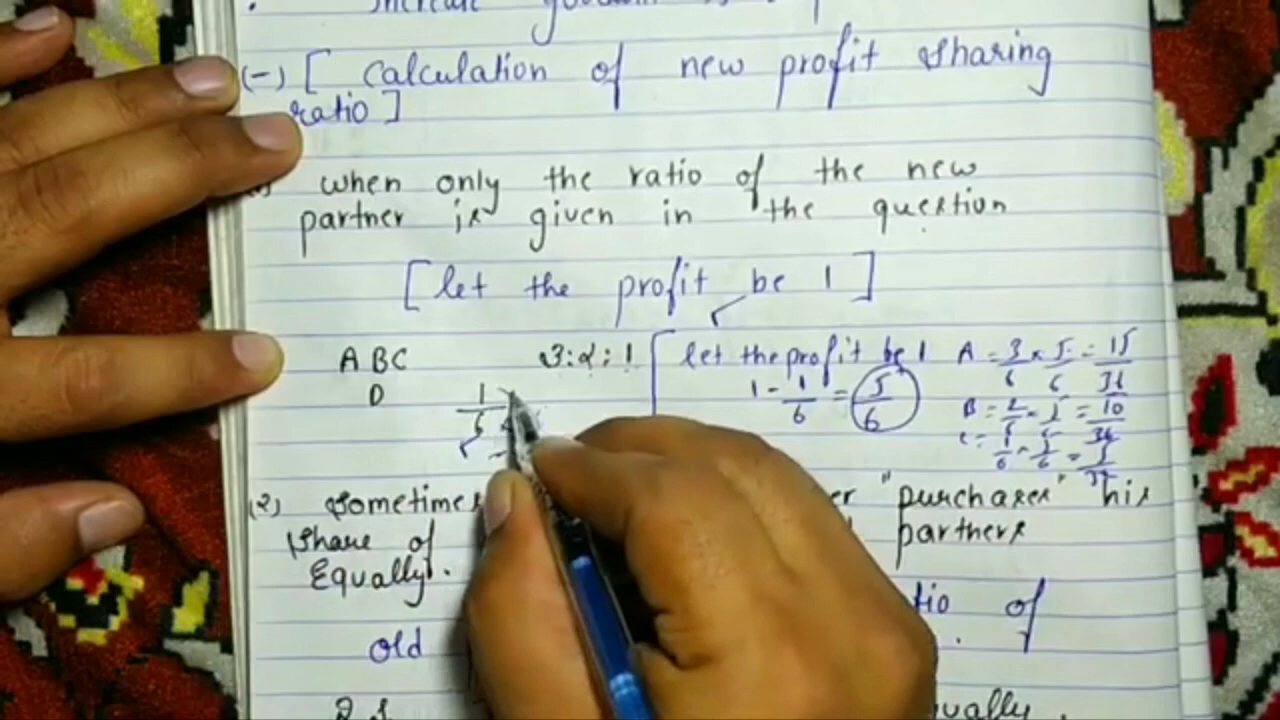 Increase
(-) [ Calculation of new profit sharing
ratio ]
when only the ratio of the new
partner is given in the question
[ let the profit be 1 ]
A B C 3:2:1
D 1/6
let the profit be 1
1 - 1/6 = 5/6
A = 3/6 × 5/6 = 15/36
B = 2/6 × 5/6 = 10/36
C = 1/6 × 5/6 = 5/36
(2) Sometimes "purchases" his
share of partners
Equally.
ratio of
old